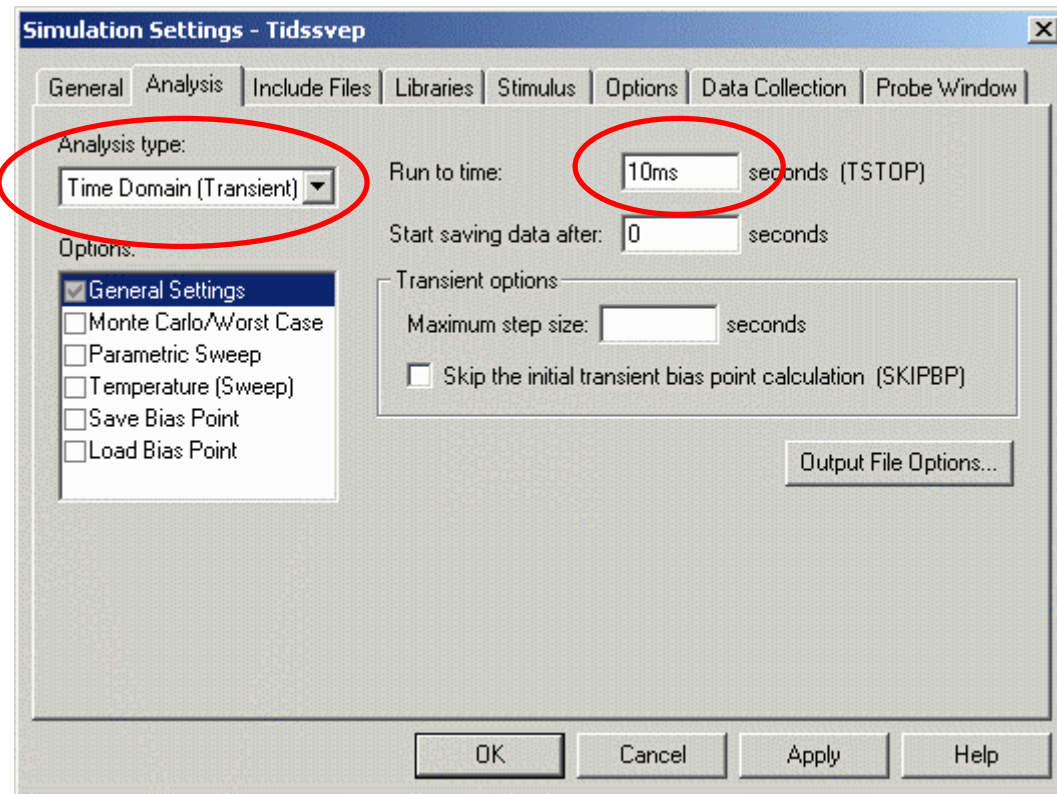 Simulation Settings - Tidssvep
General Analysis Include Files Libraries Stimulus Options Data Collection Probe Window
Analysis type:
Time Domain (Transient)
Options:
General Settings
Monte Carlo/Worst Case
Parametric Sweep
Temperature (Sweep)
Save Bias Point
Load Bias Point
Run to time: 10ms seconds (TSTOP)
Start saving data after: 0 seconds
Transient options
Maximum step size: seconds
Skip the initial transient bias point calculation (SKIPBP)
Output File Options...
OK Cancel Apply Help